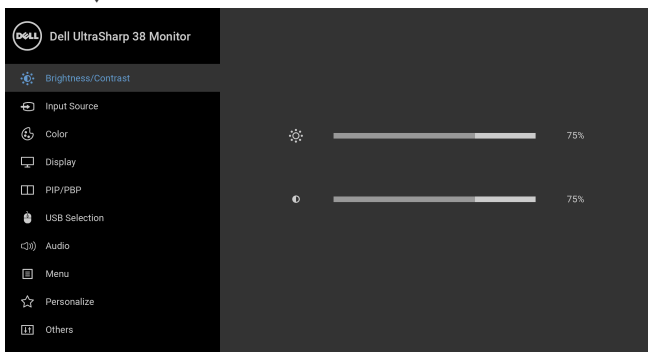 DELL
Dell UltraSharp 38 Monitor
Brightness/Contrast
Input Source
Color
75%
Display
PIP/PBP
75%
USB Selection
Audio
Menu
Personalize
Others